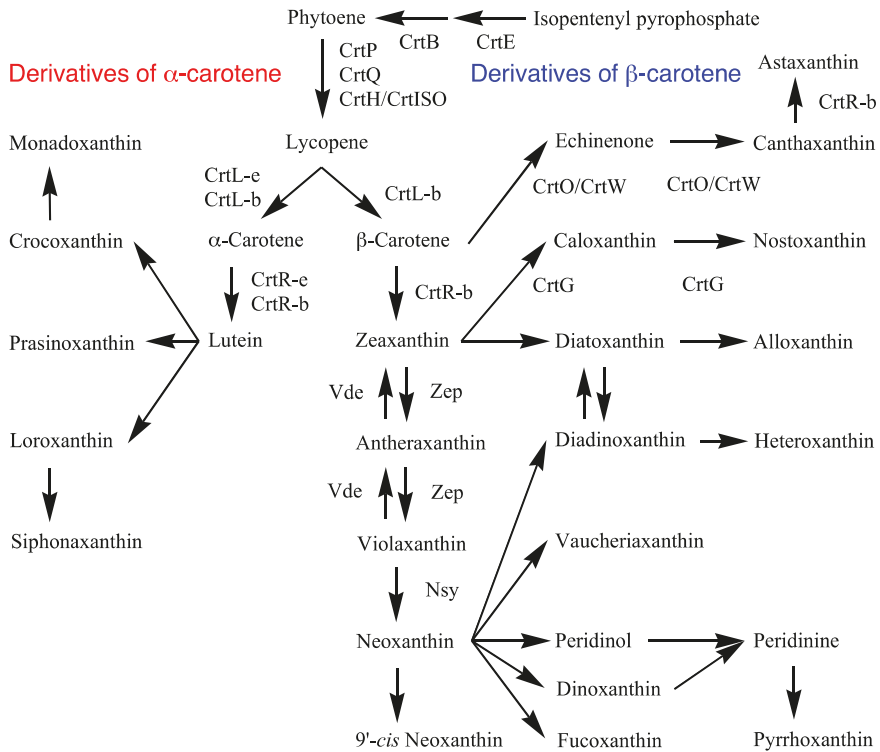 Phytoene
Isopentenyl pyrophosphate
CrtB
CrtE
CrtP
CrtQ
CrtH/CrtISO
Derivatives of α-carotene
Derivatives of β-carotene
Astaxanthin
CrtR-b
Monadoxanthin
Lycopene
Echinenone
Canthaxanthin
CrtL-e
CrtL-b
CrtL-b
CrtO/CrtW
CrtO/CrtW
Crocoxanthin
α-Carotene
β-Carotene
Caloxanthin
Nostoxanthin
CrtR-e
CrtR-b
CrtR-b
CrtG
CrtG
Prasinoxanthin
Lutein
Zeaxanthin
Diatoxanthin
Alloxanthin
Vde
Zep
Loroxanthin
Antheraxanthin
Diadinoxanthin
Heteroxanthin
Vde
Zep
Siphonaxanthin
Violaxanthin
Vaucheriaxanthin
Nsy
Neoxanthin
Peridinol
Peridinine
Dinoxanthin
9'-cis Neoxanthin
Fucoxanthin
Pyrrhoxanthin